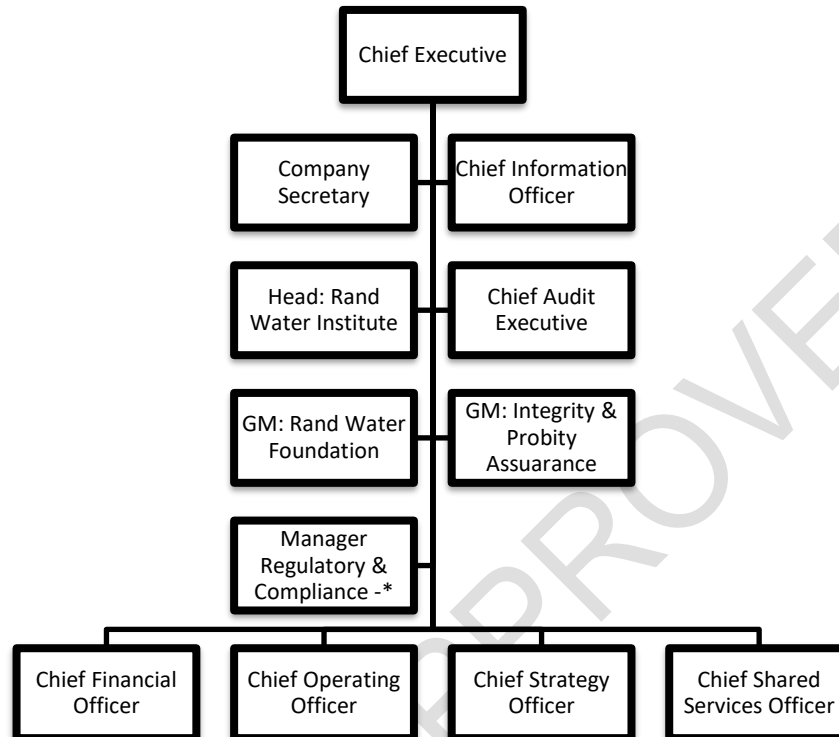 Chief Executive
Company
Secretary
Chief Information
Officer
Head: Rand
Water Institute
Chief Audit
Executive
GM: Rand Water
Foundation
GM: Integrity &
Probity
Assuarance
Manager
Regulatory &
Compliance -*
Chief Financial
Officer
Chief Operating
Officer
Chief Strategy
Officer
Chief Shared
Services Officer